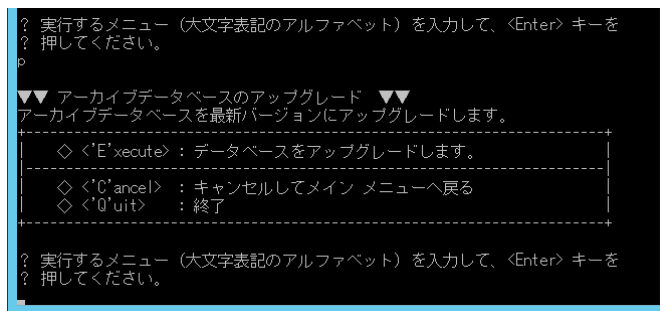 ? 実行するメニュー (大文字表記のアルファベット) を入力して、<Enter> キーを
? 押してください。
p
▼▼ アーカイブデータベースのアップグレード ▼▼
アーカイブデータベースを最新バージョンにアップグレードします。
+------------------------------------------------------------------------+
| ◇ <'E'xecute> : データベースをアップグレードします。 |
|------------------------------------------------------------------------|
| ◇ <'C'ancel> : キャンセルしてメイン メニューへ戻る |
| ◇ <'Q'uit> : 終了 |
+------------------------------------------------------------------------+
? 実行するメニュー (大文字表記のアルファベット) を入力して、<Enter> キーを
? 押してください。